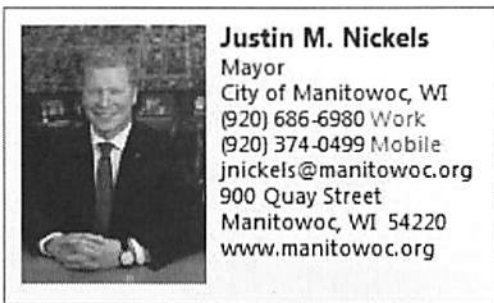 Justin M. Nickels
Mayor
City of Manitowoc, WI
(920) 686-6980 Work
(920) 374-0499 Mobile
jnickels@manitowoc.org
900 Quay Street
Manitowoc, WI 54220
www.manitowoc.org